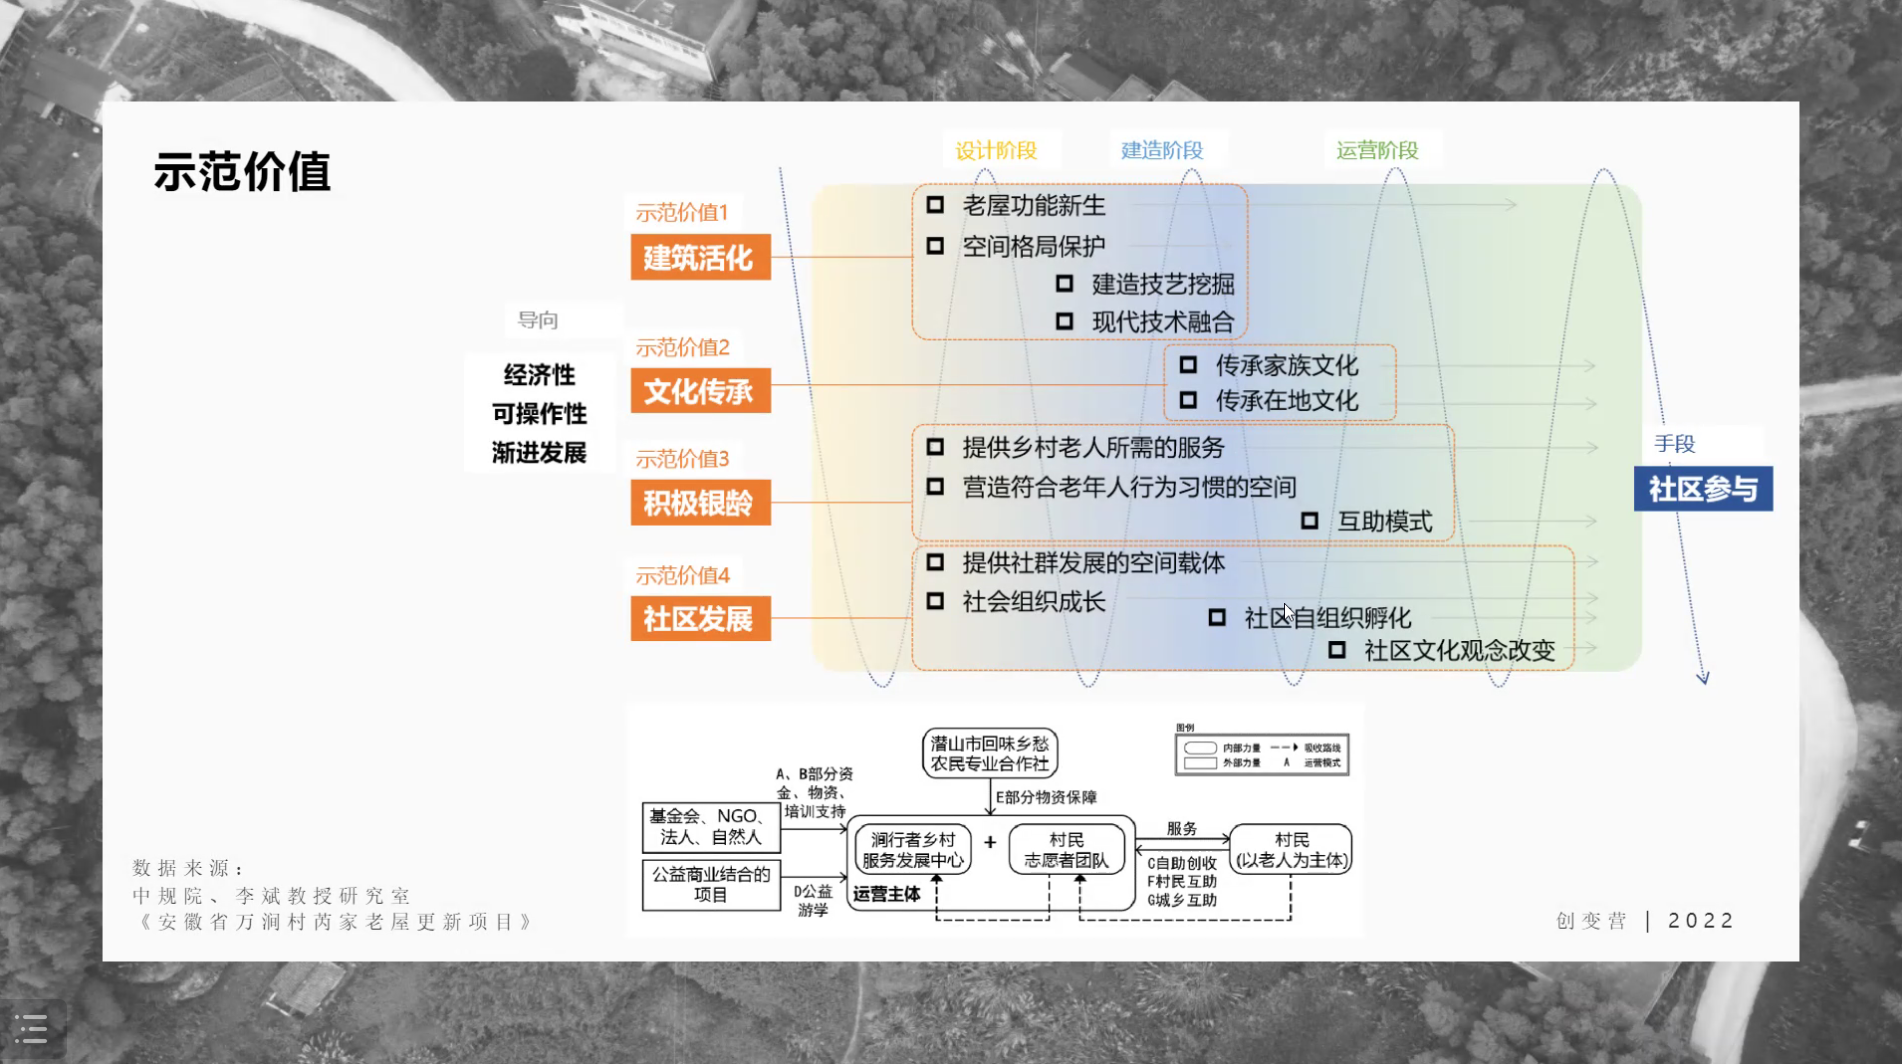 示范价值
设计阶段
建造阶段
运营阶段
示范价值1
建筑活化
老屋功能新生
空间格局保护
建造技艺挖掘
现代技术融合
导向
经济性
可操作性
渐进发展
示范价值2
文化传承
传承家族文化
传承在地文化
示范价值3
积极银龄
提供乡村老人所需的服务
营造符合老年人行为习惯的空间
互助模式
手段
社区参与
示范价值4
社区发展
提供社群发展的空间载体
社会组织成长
社区自组织孵化
社区文化观念改变
潜山市回味乡愁
农民专业合作社
图例
内部力量
吸收路线
外部力量
A 运营模式
A、B部分资
金、物资、
培训支持
E部分物资保障
基金会、NGO、
法人、自然人
涧行者乡村
服务发展中心
+
村民
志愿者团队
服务
村民
(以老人为主体)
C自助创收
F村民互助
G城乡互助
公益商业结合的
项目
D公益
游学
运营主体
数据来源：
中规院、李斌教授研究室
《安徽省万涧村芮家老屋更新项目》
创变营 | 2022